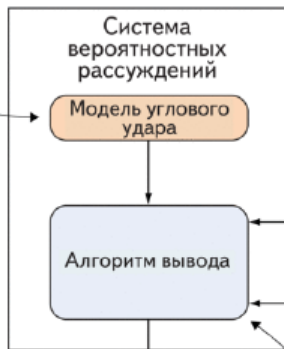 Система
вероятностных
рассуждений
Модель углового
удара
Алгоритм вывода